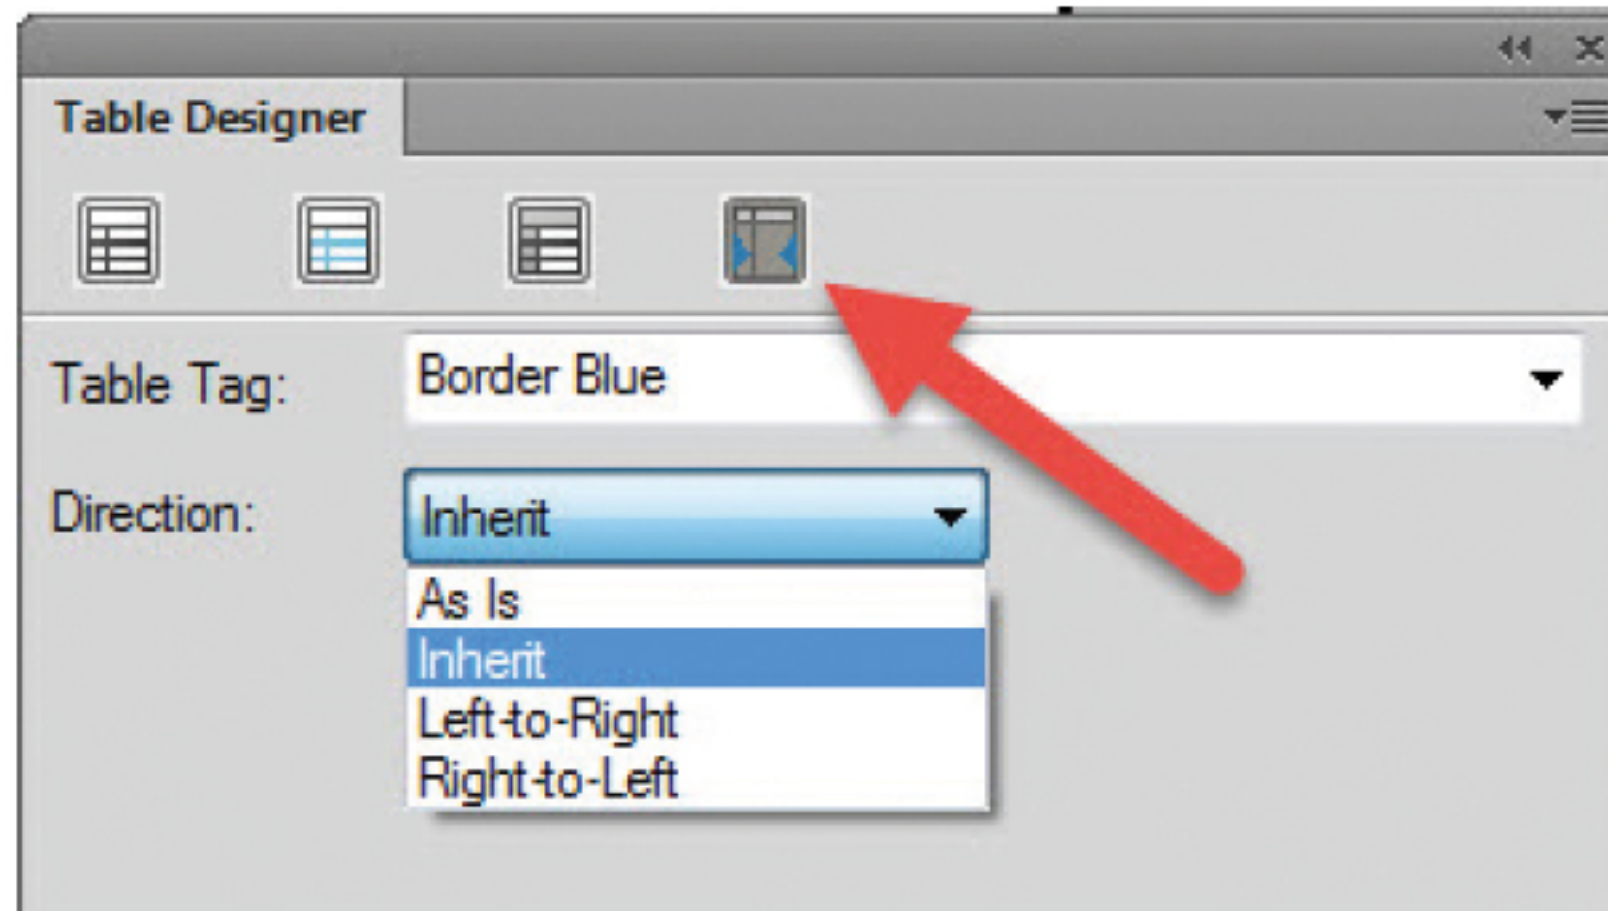 Table Designer
Table Tag: Border Blue
Direction: Inherit
As Is
Inherit
Left-to-Right
Right-to-Left